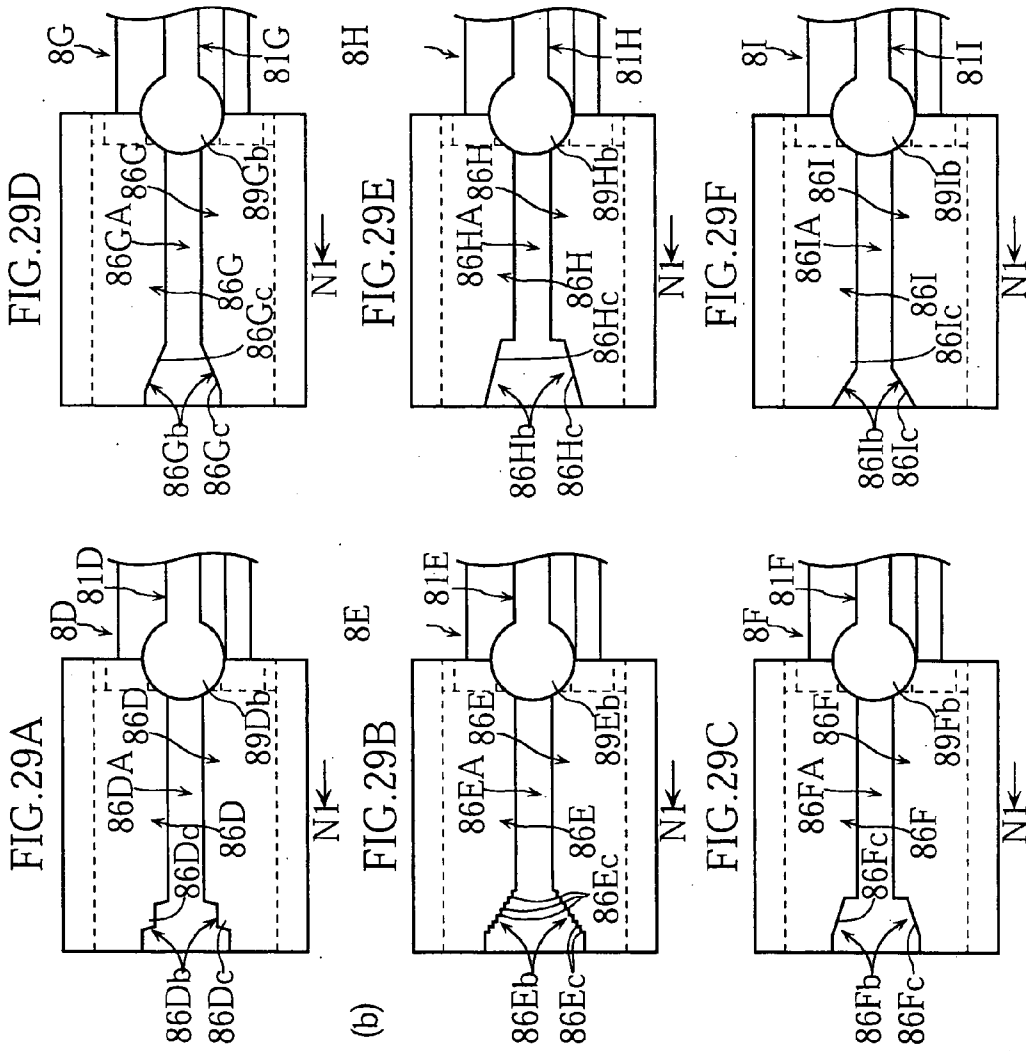 FIG.29A
8D
81D
86DA
86D
86Dc
86D
86Db
86Dc
89Db
N1
FIG.29B
8E
81E
86EA
86E
86E
86Eb
86Ec
86Ec
89Eb
N1
(b)
FIG.29C
8F
81F
86FA
86F
86Fc
86F
86Fb
86Fc
89Fb
N1
FIG.29D
8G
81G
86GA
86G
86G
86Gc
86Gb
86Gc
89Gb
N1
FIG.29E
8H
81H
86HA
86H
86H
86Hc
86Hb
86Hc
89Hb
N1
FIG.29F
8I
81I
86IA
86I
86I
86Ic
86Ib
86Ic
89Ib
N1